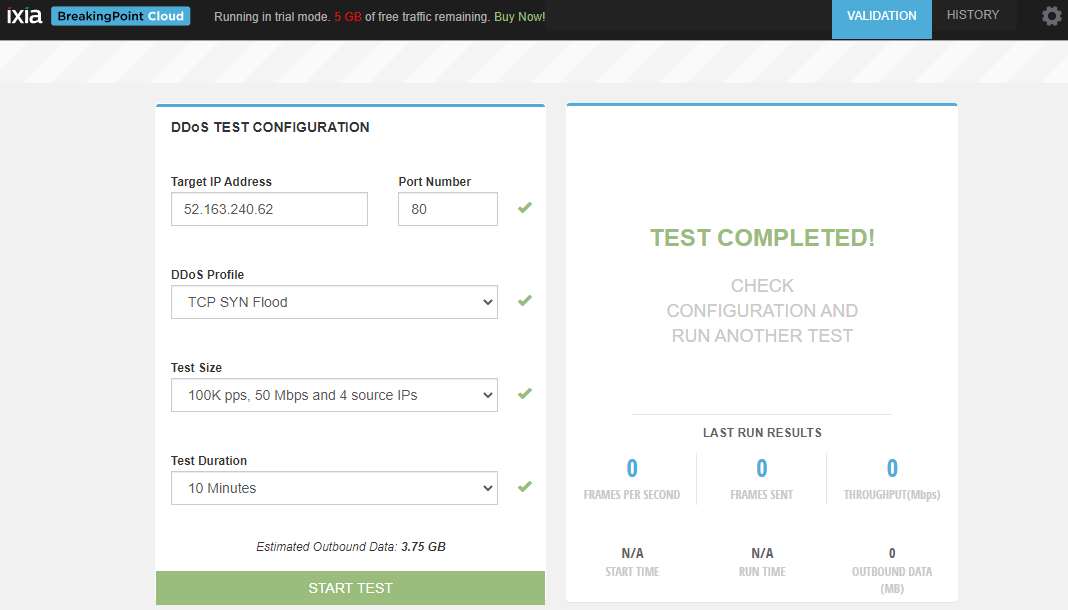 ixia BreakingPoint Cloud Running in trial mode. 5 GB of free traffic remaining. Buy Now! VALIDATION HISTORY
DDoS TEST CONFIGURATION
Target IP Address Port Number
52.163.240.62 80
DDoS Profile
TCP SYN Flood
Test Size
100K pps, 50 Mbps and 4 source IPs
Test Duration
10 Minutes
Estimated Outbound Data: 3.75 GB
START TEST
TEST COMPLETED!
CHECK
CONFIGURATION AND
RUN ANOTHER TEST
LAST RUN RESULTS
0 0 0
FRAMES PER SECOND FRAMES SENT THROUGHPUT(Mbps)
N/A N/A 0
START TIME RUN TIME OUTBOUND DATA
(MB)